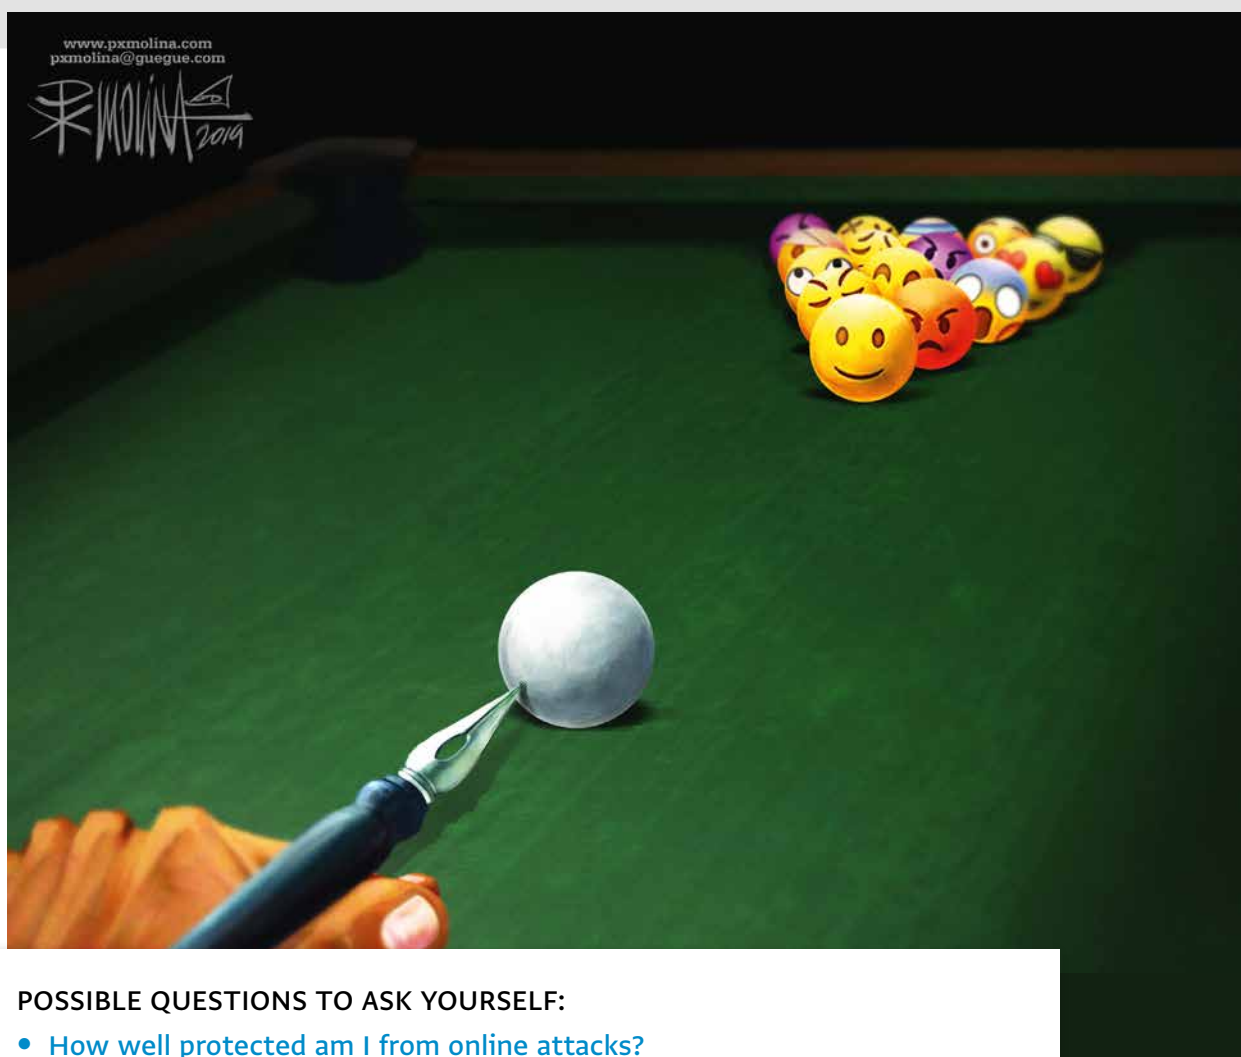 www.pxmolina.com
pxmolina@guegue.com
PXMOLINA
2019
POSSIBLE QUESTIONS TO ASK YOURSELF:
• How well protected am I from online attacks?